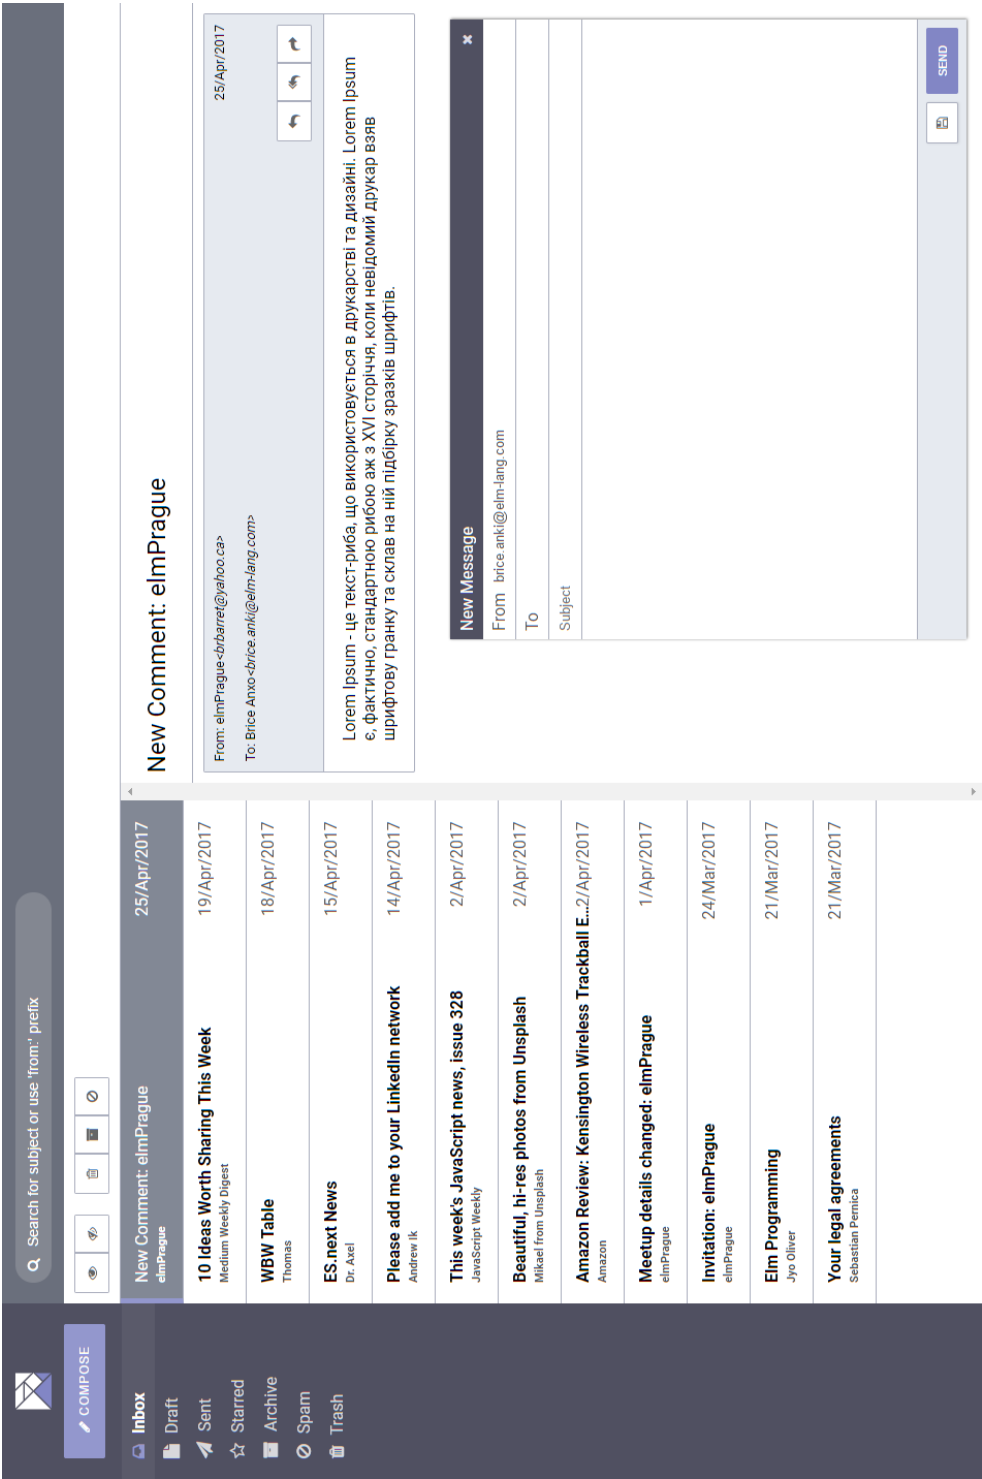 Search for subject or use 'from:' prefix
COMPOSE
Inbox
Draft
Sent
Starred
Archive
Spam
Trash
New Comment: elmPrague 25/Apr/2017
elmPrague
10 Ideas Worth Sharing This Week 19/Apr/2017
Medium Weekly Digest
WBW Table 18/Apr/2017
Thomas
ES.next News 15/Apr/2017
Dr. Axel
Please add me to your LinkedIn network 14/Apr/2017
Andrew Ik
This week's JavaScript news, issue 328 2/Apr/2017
JavaScript Weekly
Beautiful, hi-res photos from Unsplash 2/Apr/2017
Mikael from Unsplash
Amazon Review: Kensington Wireless Trackball E... 2/Apr/2017
Amazon
Meetup details changed: elmPrague 1/Apr/2017
elmPrague
Invitation: elmPrague 24/Mar/2017
elmPrague
Elm Programming 21/Mar/2017
Jyo Oliver
Your legal agreements 21/Mar/2017
Sebastian Pernica
New Comment: elmPrague
From: elmPrague<brbarret@yahoo.ca> 25/Apr/2017
To: Brice Anxo<brice.anki@elm-lang.com>
Lorem Ipsum - це текст-риба, що використовується в друкарстві та дизайні. Lorem Ipsum
є, фактично, стандартною рибою аж з XVI сторіччя, коли невідомий друкар взяв
шрифтову гранку та склав на ній підбірку зразків шрифтів.
New Message
From brice.anki@elm-lang.com
To
Subject
SEND